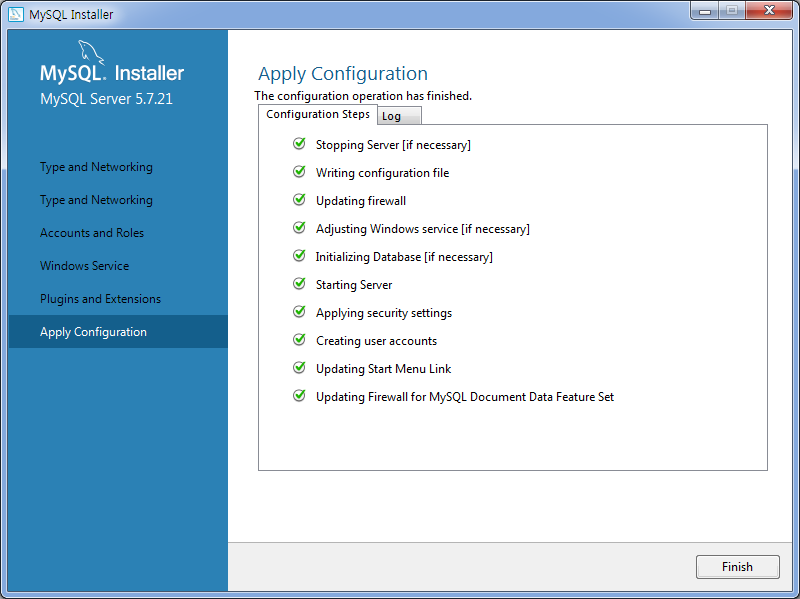 MySQL Installer
MySQL. Installer
MySQL Server 5.7.21
Type and Networking
Type and Networking
Accounts and Roles
Windows Service
Plugins and Extensions
Apply Configuration
Apply Configuration
The configuration operation has finished.
Configuration Steps Log
Stopping Server [if necessary]
Writing configuration file
Updating firewall
Adjusting Windows service [if necessary]
Initializing Database [if necessary]
Starting Server
Applying security settings
Creating user accounts
Updating Start Menu Link
Updating Firewall for MySQL Document Data Feature Set
Finish